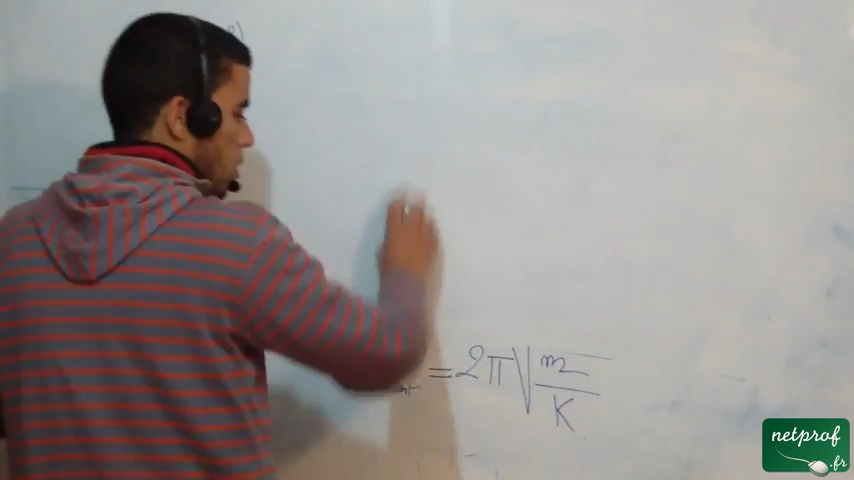 = 2π√m/K
netprof
.fr